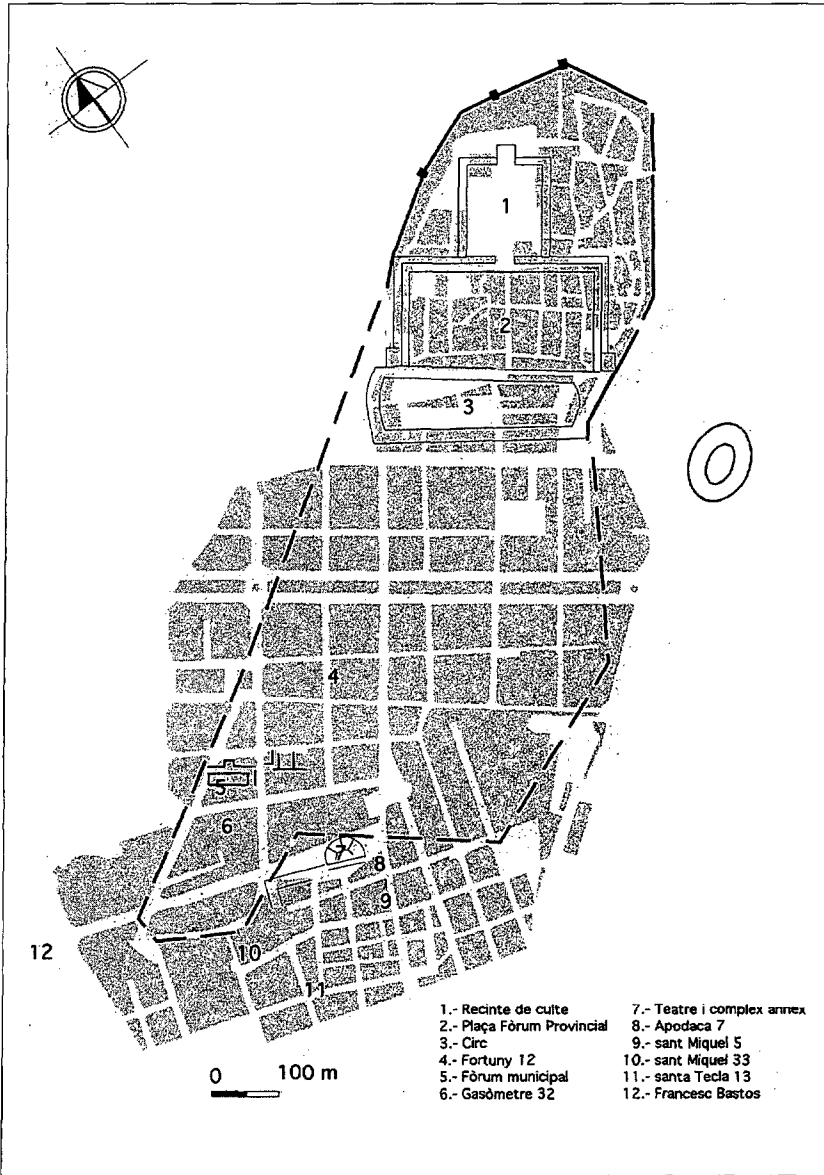 1
2
3
4
5
6
7
8
9
10
11
12
0 100 m
1.- Recinte de culte
2.- Plaça Fòrum Provincial
3.- Circ
4.- Fortuny 12
5.- Fòrum municipal
6.- Gasòmetre 32
7.- Teatre i complex annex
8.- Apodaca 7
9.- sant Miquel 5
10.- sant Miquel 33
11.- santa Tecla 13
12.- Francesc Bastos